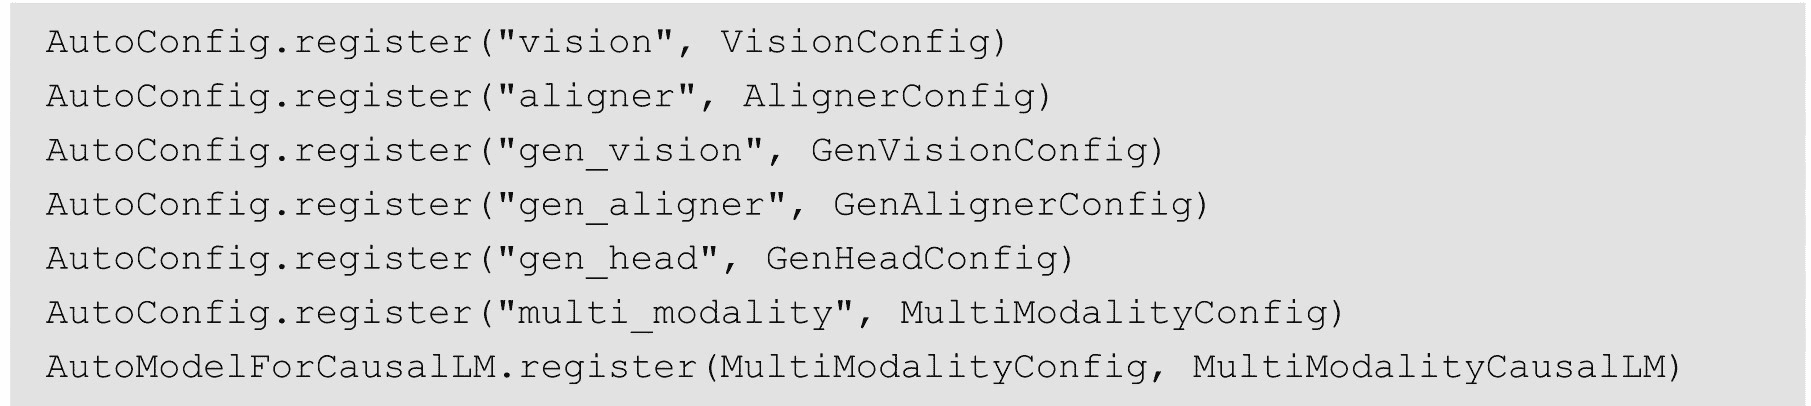 AutoConfig.register("vision", VisionConfig)
AutoConfig.register("aligner", AlignerConfig)
AutoConfig.register("gen_vision", GenVisionConfig)
AutoConfig.register("gen_aligner", GenAlignerConfig)
AutoConfig.register("gen_head", GenHeadConfig)
AutoConfig.register("multi_modality", MultiModalityConfig)
AutoModelForCausalLM.register(MultiModalityConfig, MultiModalityCausalLM)